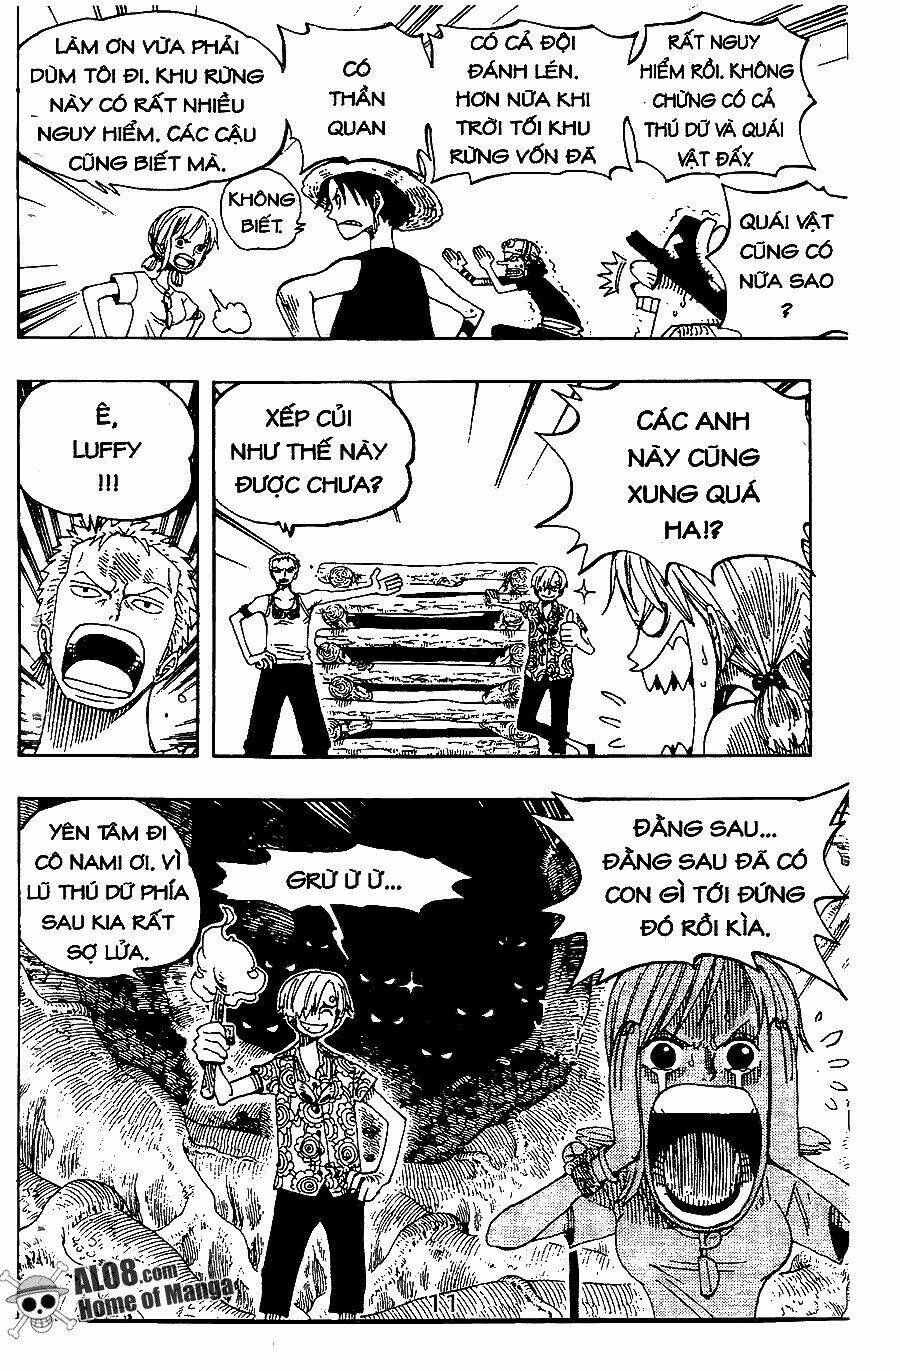 LÀM ƠN VỪA PHẢI
DÙM TÔI ĐI. KHU RỪNG
NÀY CÓ RẤT NHIỀU
NGUY HIỂM. CÁC CẬU
CŨNG BIẾT MÀ.
KHÔNG
BIẾT.
CÓ
THẦN
QUAN
CÓ CẢ ĐỘI
ĐÁNH LÉN.
HƠN NỮA KHI
TRỜI TỐI KHU
RỪNG VỐN ĐÃ
RẤT NGUY
HIỂM RỒI. KHÔNG
CHỪNG CÓ CẢ
THÚ DỮ VÀ QUÁI
VẬT ĐẤY.
QUÁI VẬT
CŨNG CÓ
NỮA SAO
?
Ê,
LUFFY
!!!
XẾP CỦI
NHƯ THẾ NÀY
ĐƯỢC CHƯA?
CÁC ANH
NÀY CŨNG
XUNG QUÁ
HA!?
YÊN TÂM ĐI
CÔ NAMI ƠI. VÌ
LŨ THÚ DỮ PHÍA
SAU KIA RẤT
SỢ LỬA.
GRỪ Ừ Ừ...
ĐẰNG SAU...
ĐẰNG SAU ĐÃ CÓ
CON GÌ TỚI ĐỨNG
ĐÓ RỒI KÌA.
ALO8.com
Home of Manga
11